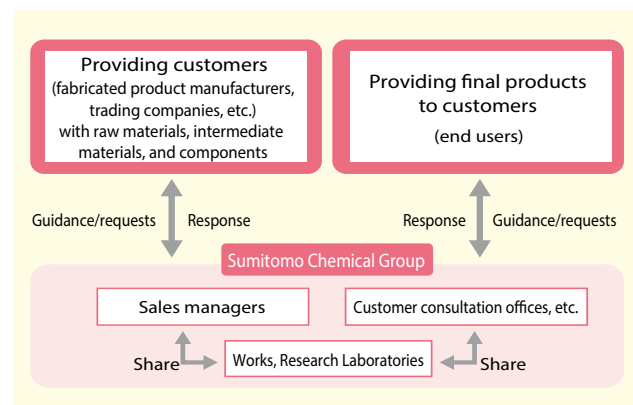 Providing customers
(fabricated product manufacturers,
trading companies, etc.)
with raw materials, intermediate
materials, and components
Providing final products
to customers
(end users)
Guidance/requests
Response
Response
Guidance/requests
Sumitomo Chemical Group
Sales managers
Customer consultation offices, etc.
Share
Works, Research Laboratories
Share